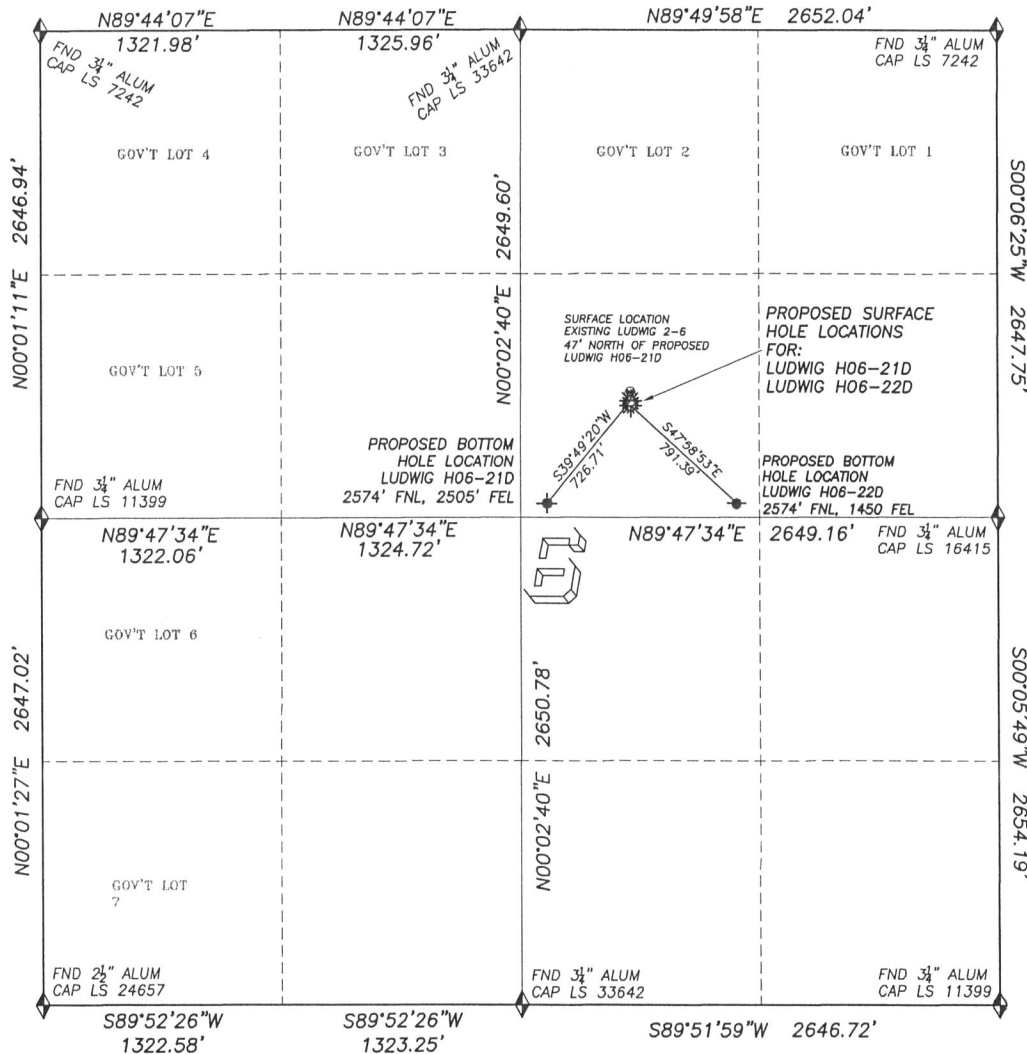 N89°44'07"E
1321.98'
N89°44'07"E
1325.96'
N89°49'58"E 2652.04'
FND 3¼" ALUM
CAP LS 7242
FND 3¼" ALUM
CAP LS 33642
FND 3¼" ALUM
CAP LS 7242
GOV'T LOT 4
GOV'T LOT 3
GOV'T LOT 2
GOV'T LOT 1
N00°01'11"E 2646.94'
N00°02'40"E 2649.60'
S00°06'25"W 2647.75'
SURFACE LOCATION
EXISTING LUDWIG 2-6
47' NORTH OF PROPOSED
LUDWIG H06-21D
PROPOSED SURFACE
HOLE LOCATIONS
FOR:
LUDWIG H06-21D
LUDWIG H06-22D
GOV'T LOT 5
S39°49'20"W
726.71'
S47°58'53"E
791.39'
PROPOSED BOTTOM
HOLE LOCATION
LUDWIG H06-21D
2574' FNL, 2505' FEL
PROPOSED BOTTOM
HOLE LOCATION
LUDWIG H06-22D
2574' FNL, 1450 FEL
FND 3¼" ALUM
CAP LS 11399
N89°47'34"E
1322.06'
N89°47'34"E
1324.72'
N89°47'34"E 2649.16'
FND 3¼" ALUM
CAP LS 16415
GOV'T LOT 6
N00°01'27"E 2647.02'
N00°02'40"E 2650.78'
S00°05'49"W 2654.19'
GOV'T LOT
7
FND 2½" ALUM
CAP LS 24657
FND 3¼" ALUM
CAP LS 33642
FND 3¼" ALUM
CAP LS 11399
S89°52'26"W
1322.58'
S89°52'26"W
1323.25'
S89°51'59"W 2646.72'